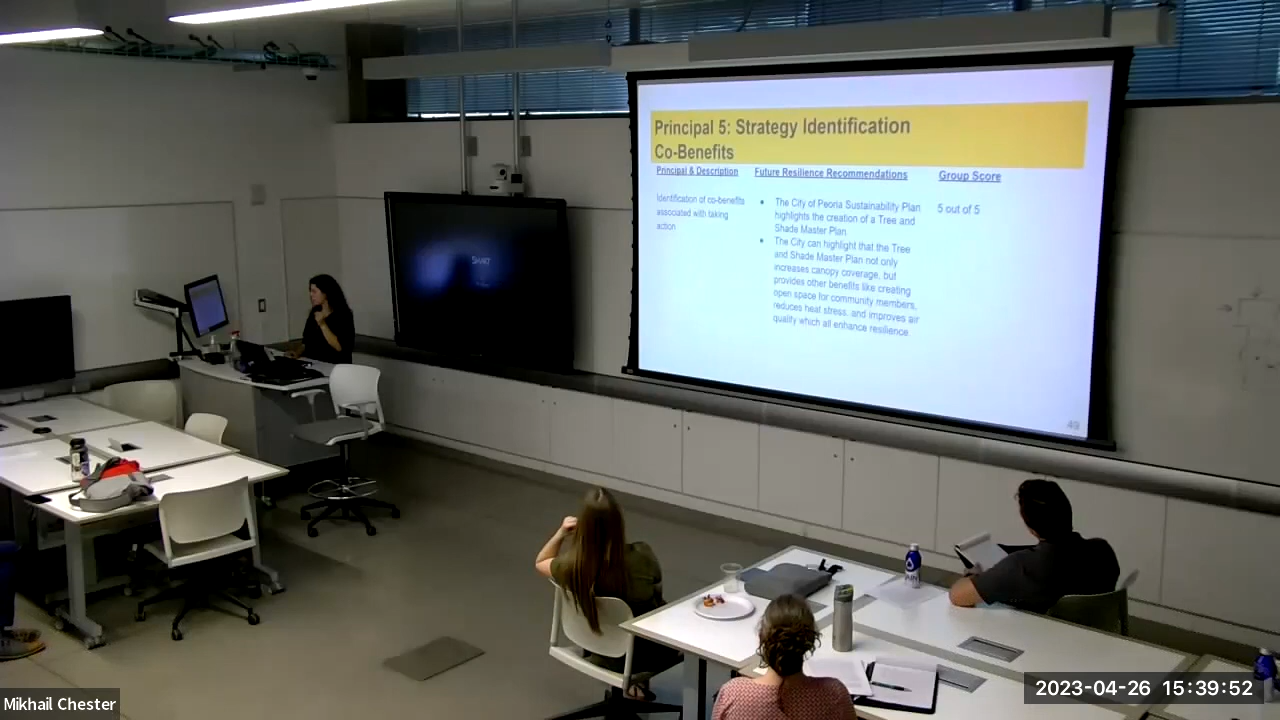 Principal 5: Strategy Identification
Co-Benefits
Principal & Description
Future Resilience Recommendations
Group Score
Identification of co-benefits
associated with taking
action
• The City of Peoria Sustainability Plan
highlights the creation of a Tree and
Shade Master Plan
• The City can highlight that the Tree
and Shade Master Plan not only
increases canopy coverage, but
provides other benefits like creating
open space for community members,
reduces heat stress, and improves air
quality which all enhance resilience
5 out of 5
49
SMART
Mikhail Chester
2023-04-26 15:39:52